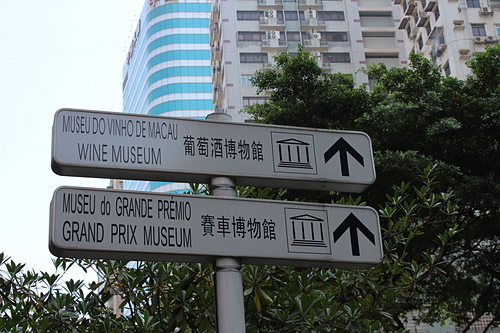 MUSEU DO VINHO DE MACAU
WINE MUSEUM
葡萄酒博物館
MUSEU do GRANDE PRÉMIO
GRAND PRIX MUSEUM
賽車博物館